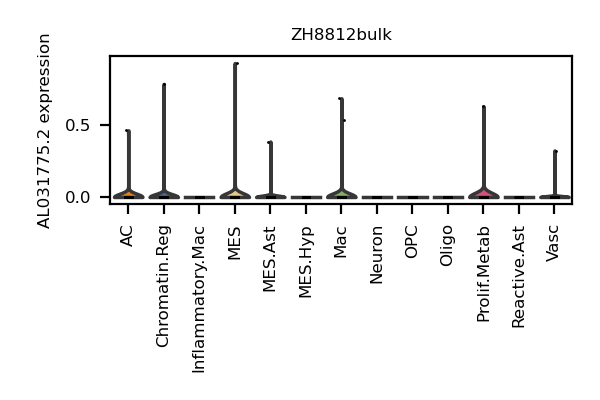 ZH8812bulk
AL031775.2 expression
0.5
0.0
AC
Chromatin.Reg
Inflammatory.Mac
MES
MES.Ast
MES.Hyp
Mac
Neuron
OPC
Oligo
Prolif.Metab
Reactive.Ast
Vasc